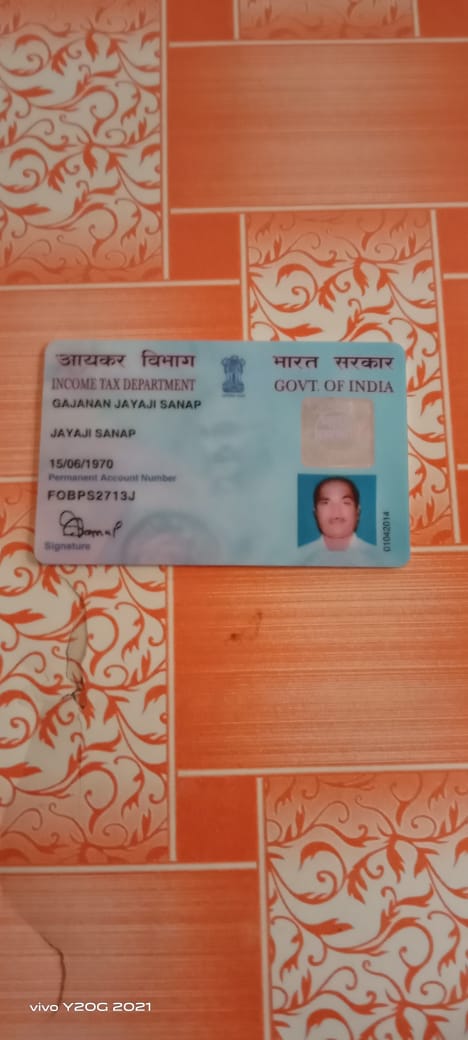 आयकर विभाग
INCOME TAX DEPARTMENT
भारत सरकार
GOVT. OF INDIA
GAJANAN JAYAJI SANAP
JAYAJI SANAP
15/06/1970
Permanent Account Number
FOBPS2713J
Signature
01042014
vivo Y20G 2021